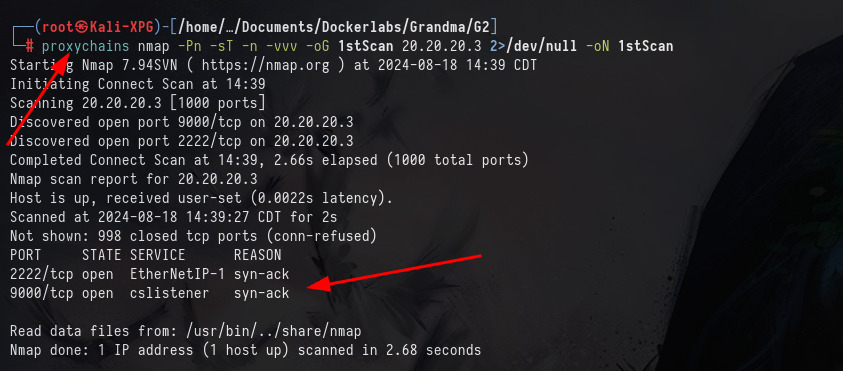 ┌──(root㉿Kali-XPG)-[/home/…/Documents/Dockerlabs/Grandma/G2]
└─# proxychains nmap -Pn -sT -n -vvv -oG 1stScan 20.20.20.3 2>/dev/null -oN 1stScan
Starting Nmap 7.94SVN ( https://nmap.org ) at 2024-08-18 14:39 CDT
Initiating Connect Scan at 14:39
Scanning 20.20.20.3 [1000 ports]
Discovered open port 9000/tcp on 20.20.20.3
Discovered open port 2222/tcp on 20.20.20.3
Completed Connect Scan at 14:39, 2.66s elapsed (1000 total ports)
Nmap scan report for 20.20.20.3
Host is up, received user-set (0.0022s latency).
Scanned at 2024-08-18 14:39:27 CDT for 2s
Not shown: 998 closed tcp ports (conn-refused)
PORT     STATE SERVICE      REASON
2222/tcp open  EtherNetIP-1 syn-ack
9000/tcp open  cslistener   syn-ack
Read data files from: /usr/bin/../share/nmap
Nmap done: 1 IP address (1 host up) scanned in 2.68 seconds